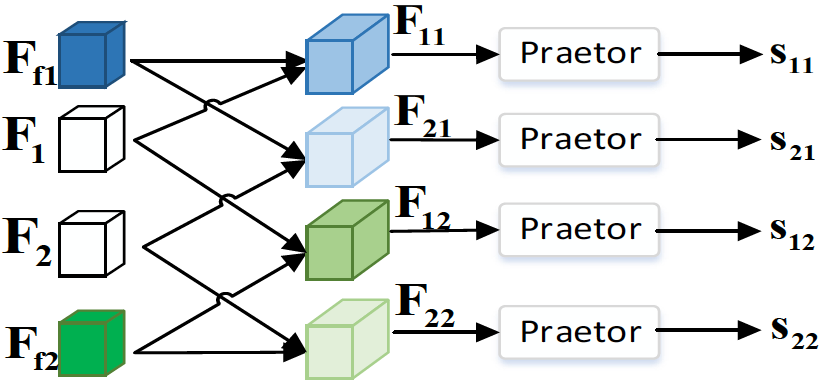 F_f1 F_11 Praetor s_11
F_1 F_21 Praetor s_21
F_2 F_12 Praetor s_12
F_f2 F_22 Praetor s_22